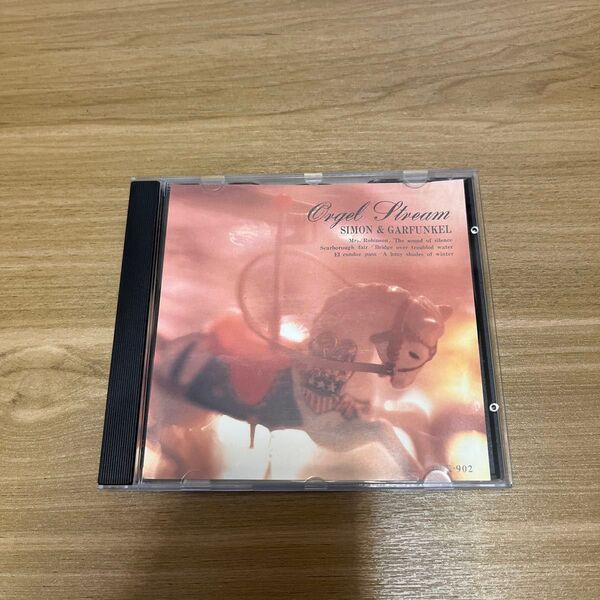 Orgel Stream
SIMON & GARFUNKEL
Mrs. Robinson / The sound of silence
Scarborough fair / Bridge over troubled water
El condor pasa / A hazy shades of winter
-902